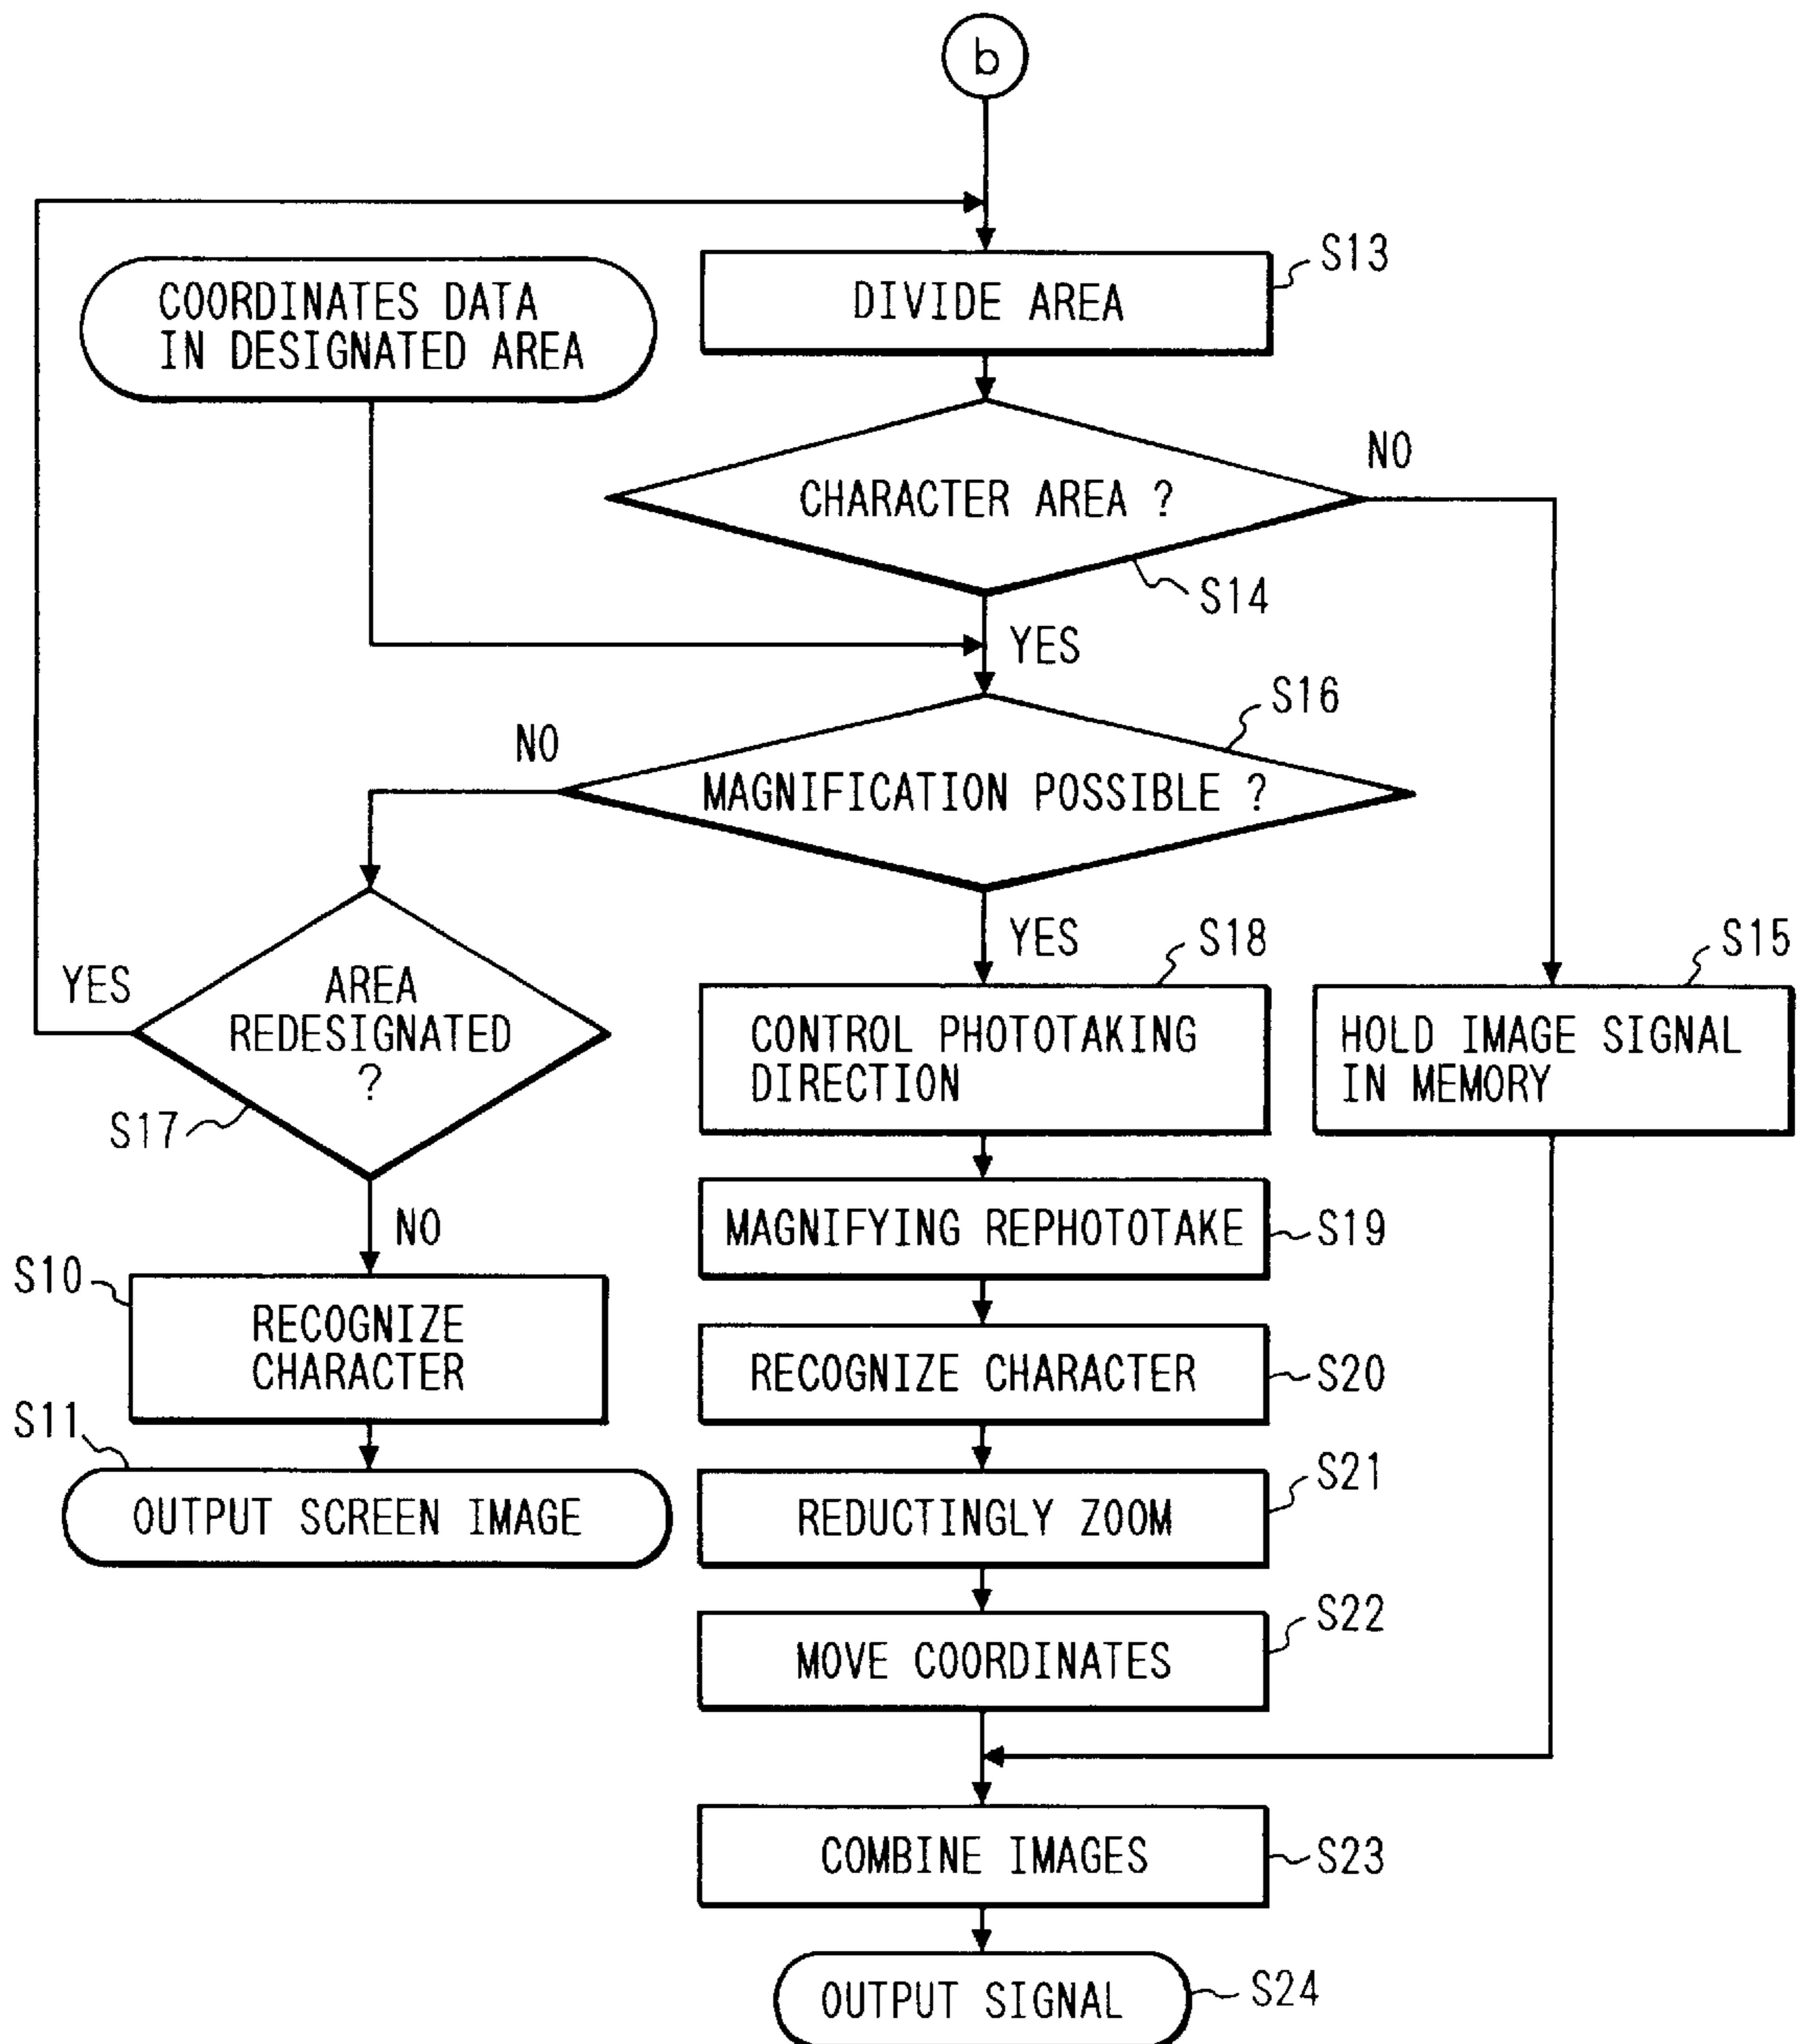 b
S13
COORDINATES DATA
IN DESIGNATED AREA
DIVIDE AREA
NO
CHARACTER AREA ?
S14
YES
S16
NO
MAGNIFICATION POSSIBLE ?
YES
S18
S15
YES
AREA
REDESIGNATED
?
CONTROL PHOTOTAKING
DIRECTION
HOLD IMAGE SIGNAL
IN MEMORY
S17
NO
MAGNIFYING REPHOTOTAKE
S19
S10
RECOGNIZE
CHARACTER
RECOGNIZE CHARACTER
S20
S11
OUTPUT SCREEN IMAGE
S21
REDUCTINGLY ZOOM
S22
MOVE COORDINATES
COMBINE IMAGES
S23
OUTPUT SIGNAL
S24